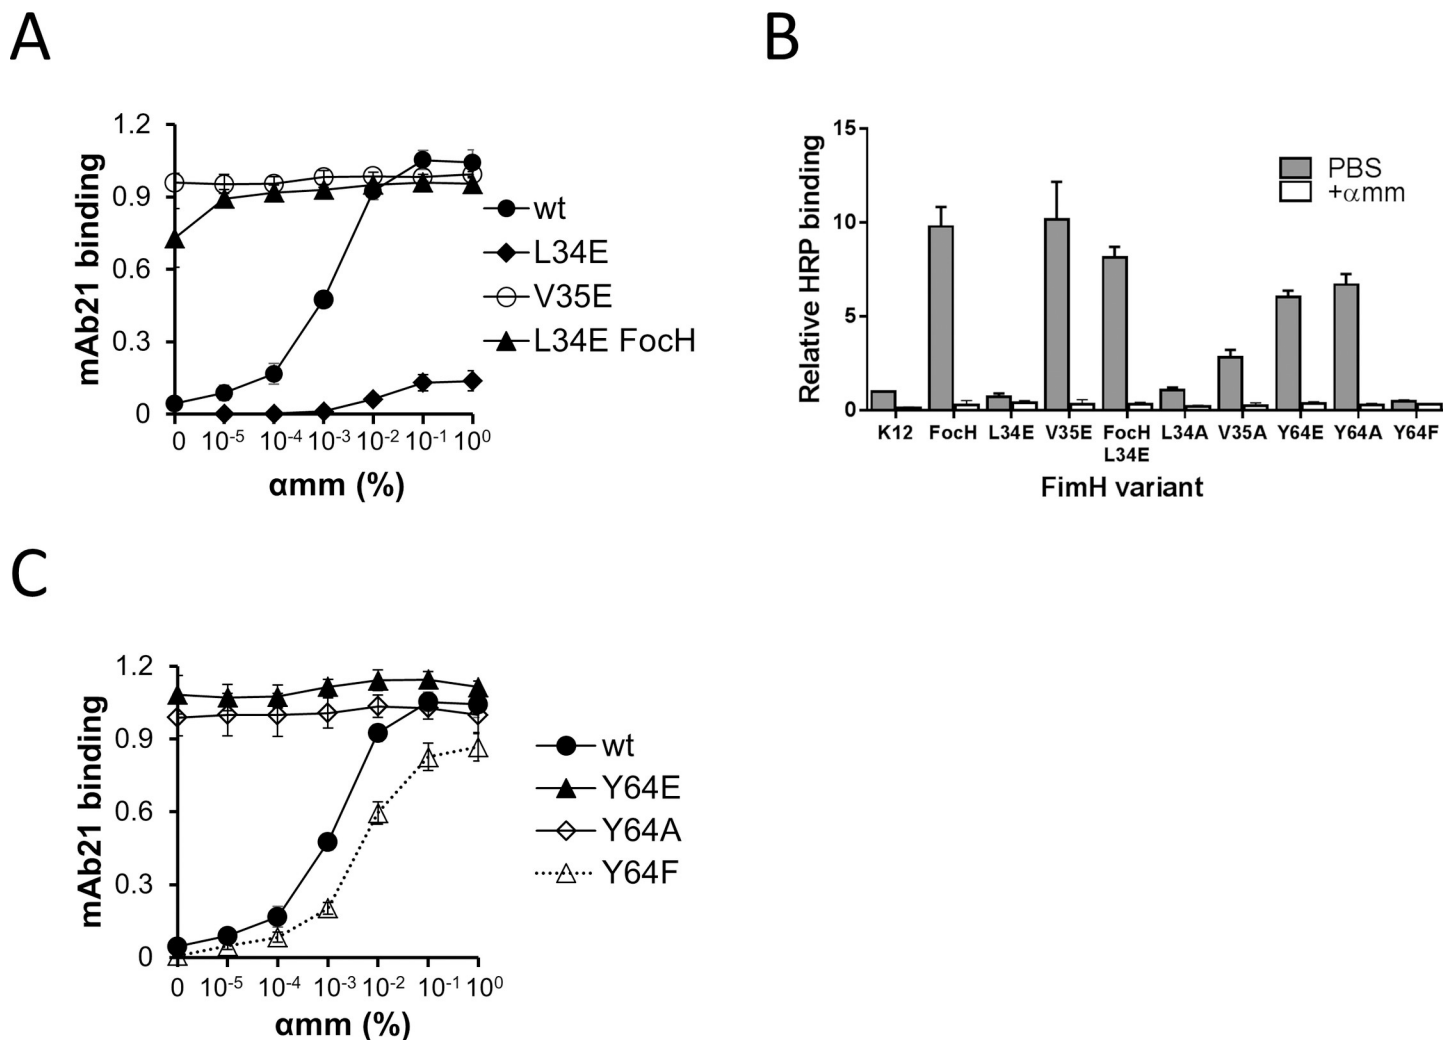 A
1.2
0.9
0.6
0.3
0
mAb21 binding
0 10⁻⁵ 10⁻⁴ 10⁻³ 10⁻² 10⁻¹ 10⁰
αmm (%)
wt
L34E
V35E
L34E FocH
B
15
10
5
0
Relative HRP binding
PBS
+αmm
K12 FocH L34E V35E FocH L34A V35A Y64E Y64A Y64F
L34E
FimH variant
C
1.2
0.9
0.6
0.3
0
mAb21 binding
0 10⁻⁵ 10⁻⁴ 10⁻³ 10⁻² 10⁻¹ 10⁰
αmm (%)
wt
Y64E
Y64A
Y64F